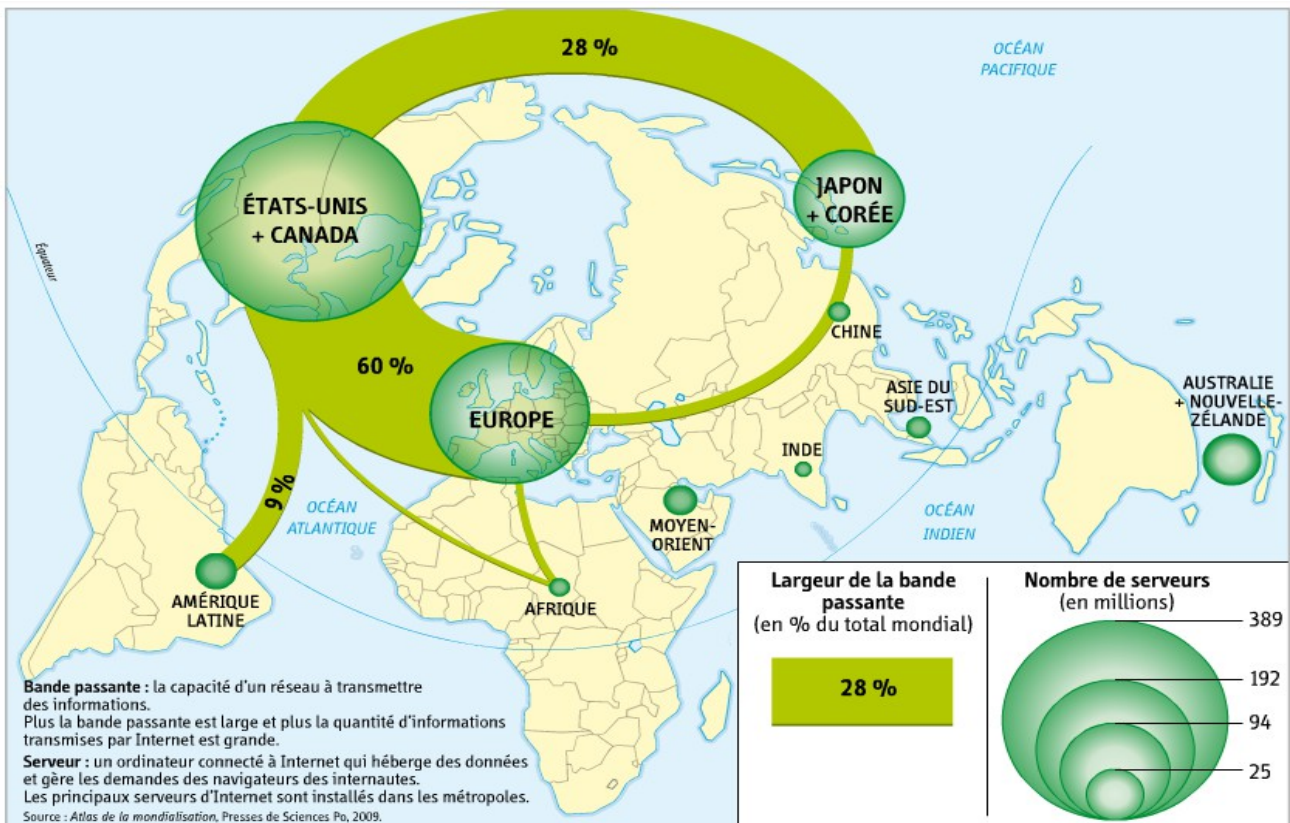 28 %
OCÉAN
PACIFIQUE
ÉTATS-UNIS
+ CANADA
JAPON
+ CORÉE
Équateur
CHINE
60 %
EUROPE
ASIE DU
SUD-EST
AUSTRALIE
+ NOUVELLE-
ZÉLANDE
INDE
9 %
OCÉAN
ATLANTIQUE
MOYEN-
ORIENT
OCÉAN
INDIEN
AMÉRIQUE
LATINE
AFRIQUE
Largeur de la bande
passante
(en % du total mondial)
28 %
Nombre de serveurs
(en millions)
389
192
94
25
Bande passante : la capacité d'un réseau à transmettre
des informations.
Plus la bande passante est large et plus la quantité d'informations
transmises par Internet est grande.
Serveur : un ordinateur connecté à Internet qui héberge des données
et gère les demandes des navigateurs des internautes.
Les principaux serveurs d'Internet sont installés dans les métropoles.
Source : Atlas de la mondialisation, Presses de Sciences Po, 2009.